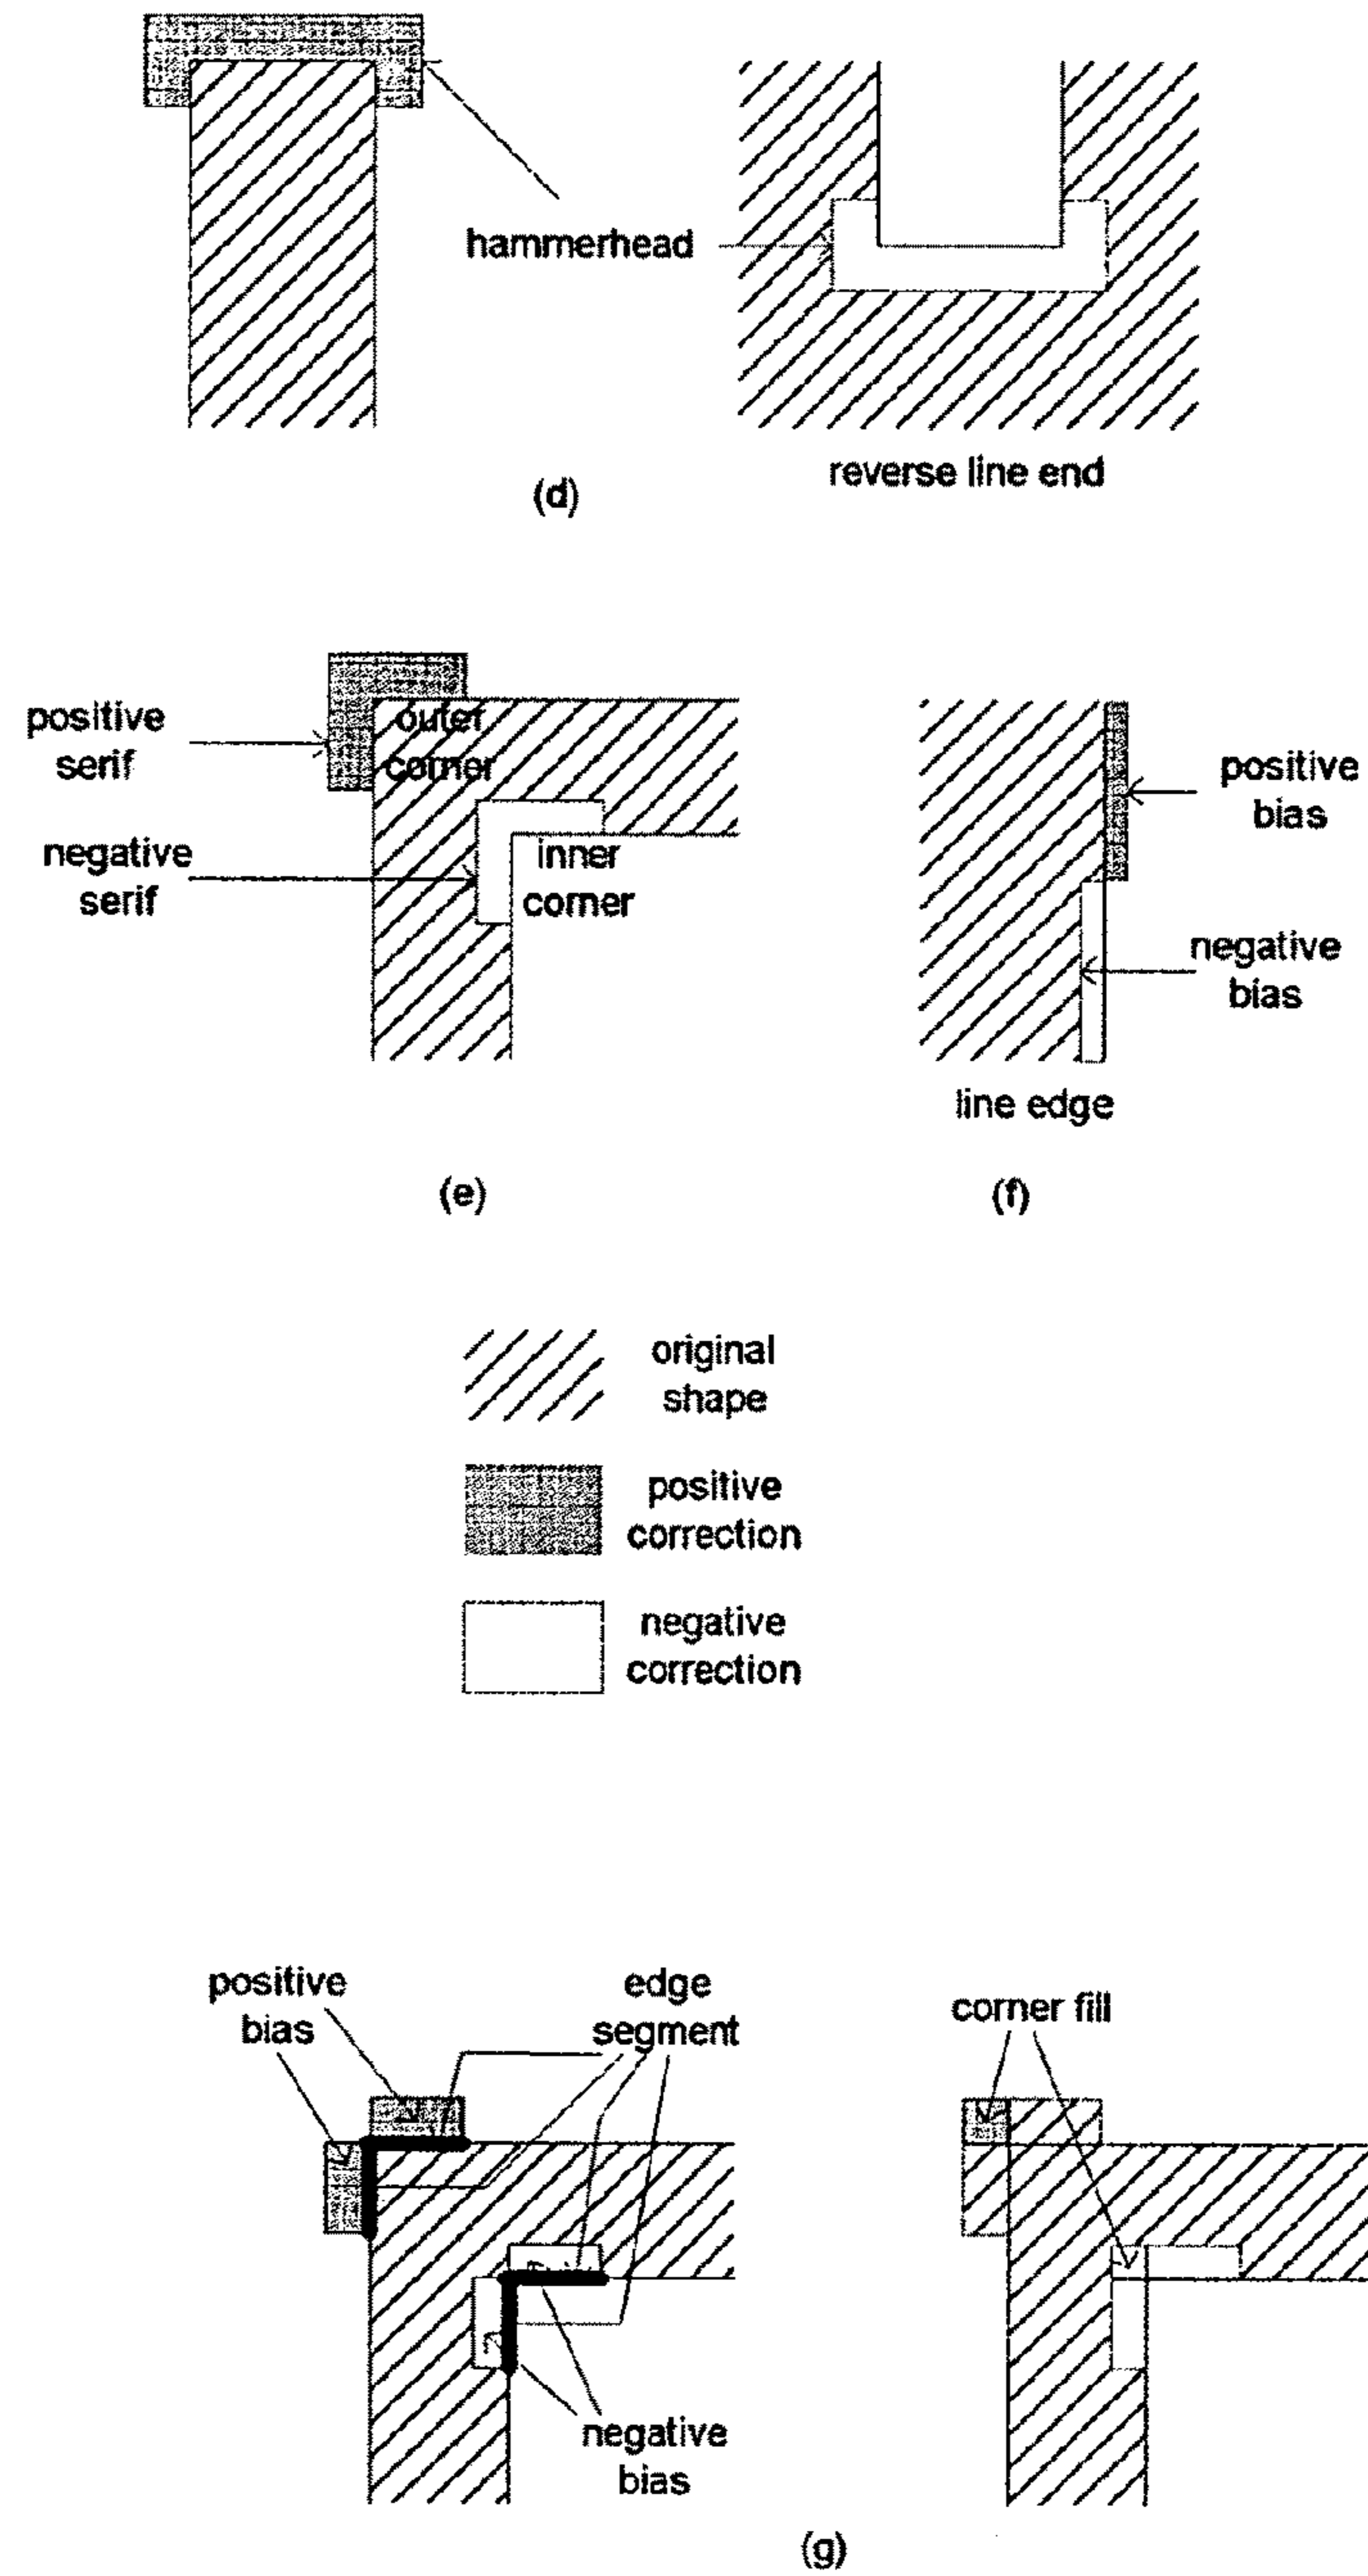 hammerhead
reverse line end
(d)
positive
serif
outer
corner
negative
serif
inner
corner
positive
bias
negative
bias
line edge
(e)
(f)
original
shape
positive
correction
negative
correction
positive
bias
edge
segment
corner fill
negative
bias
(g)